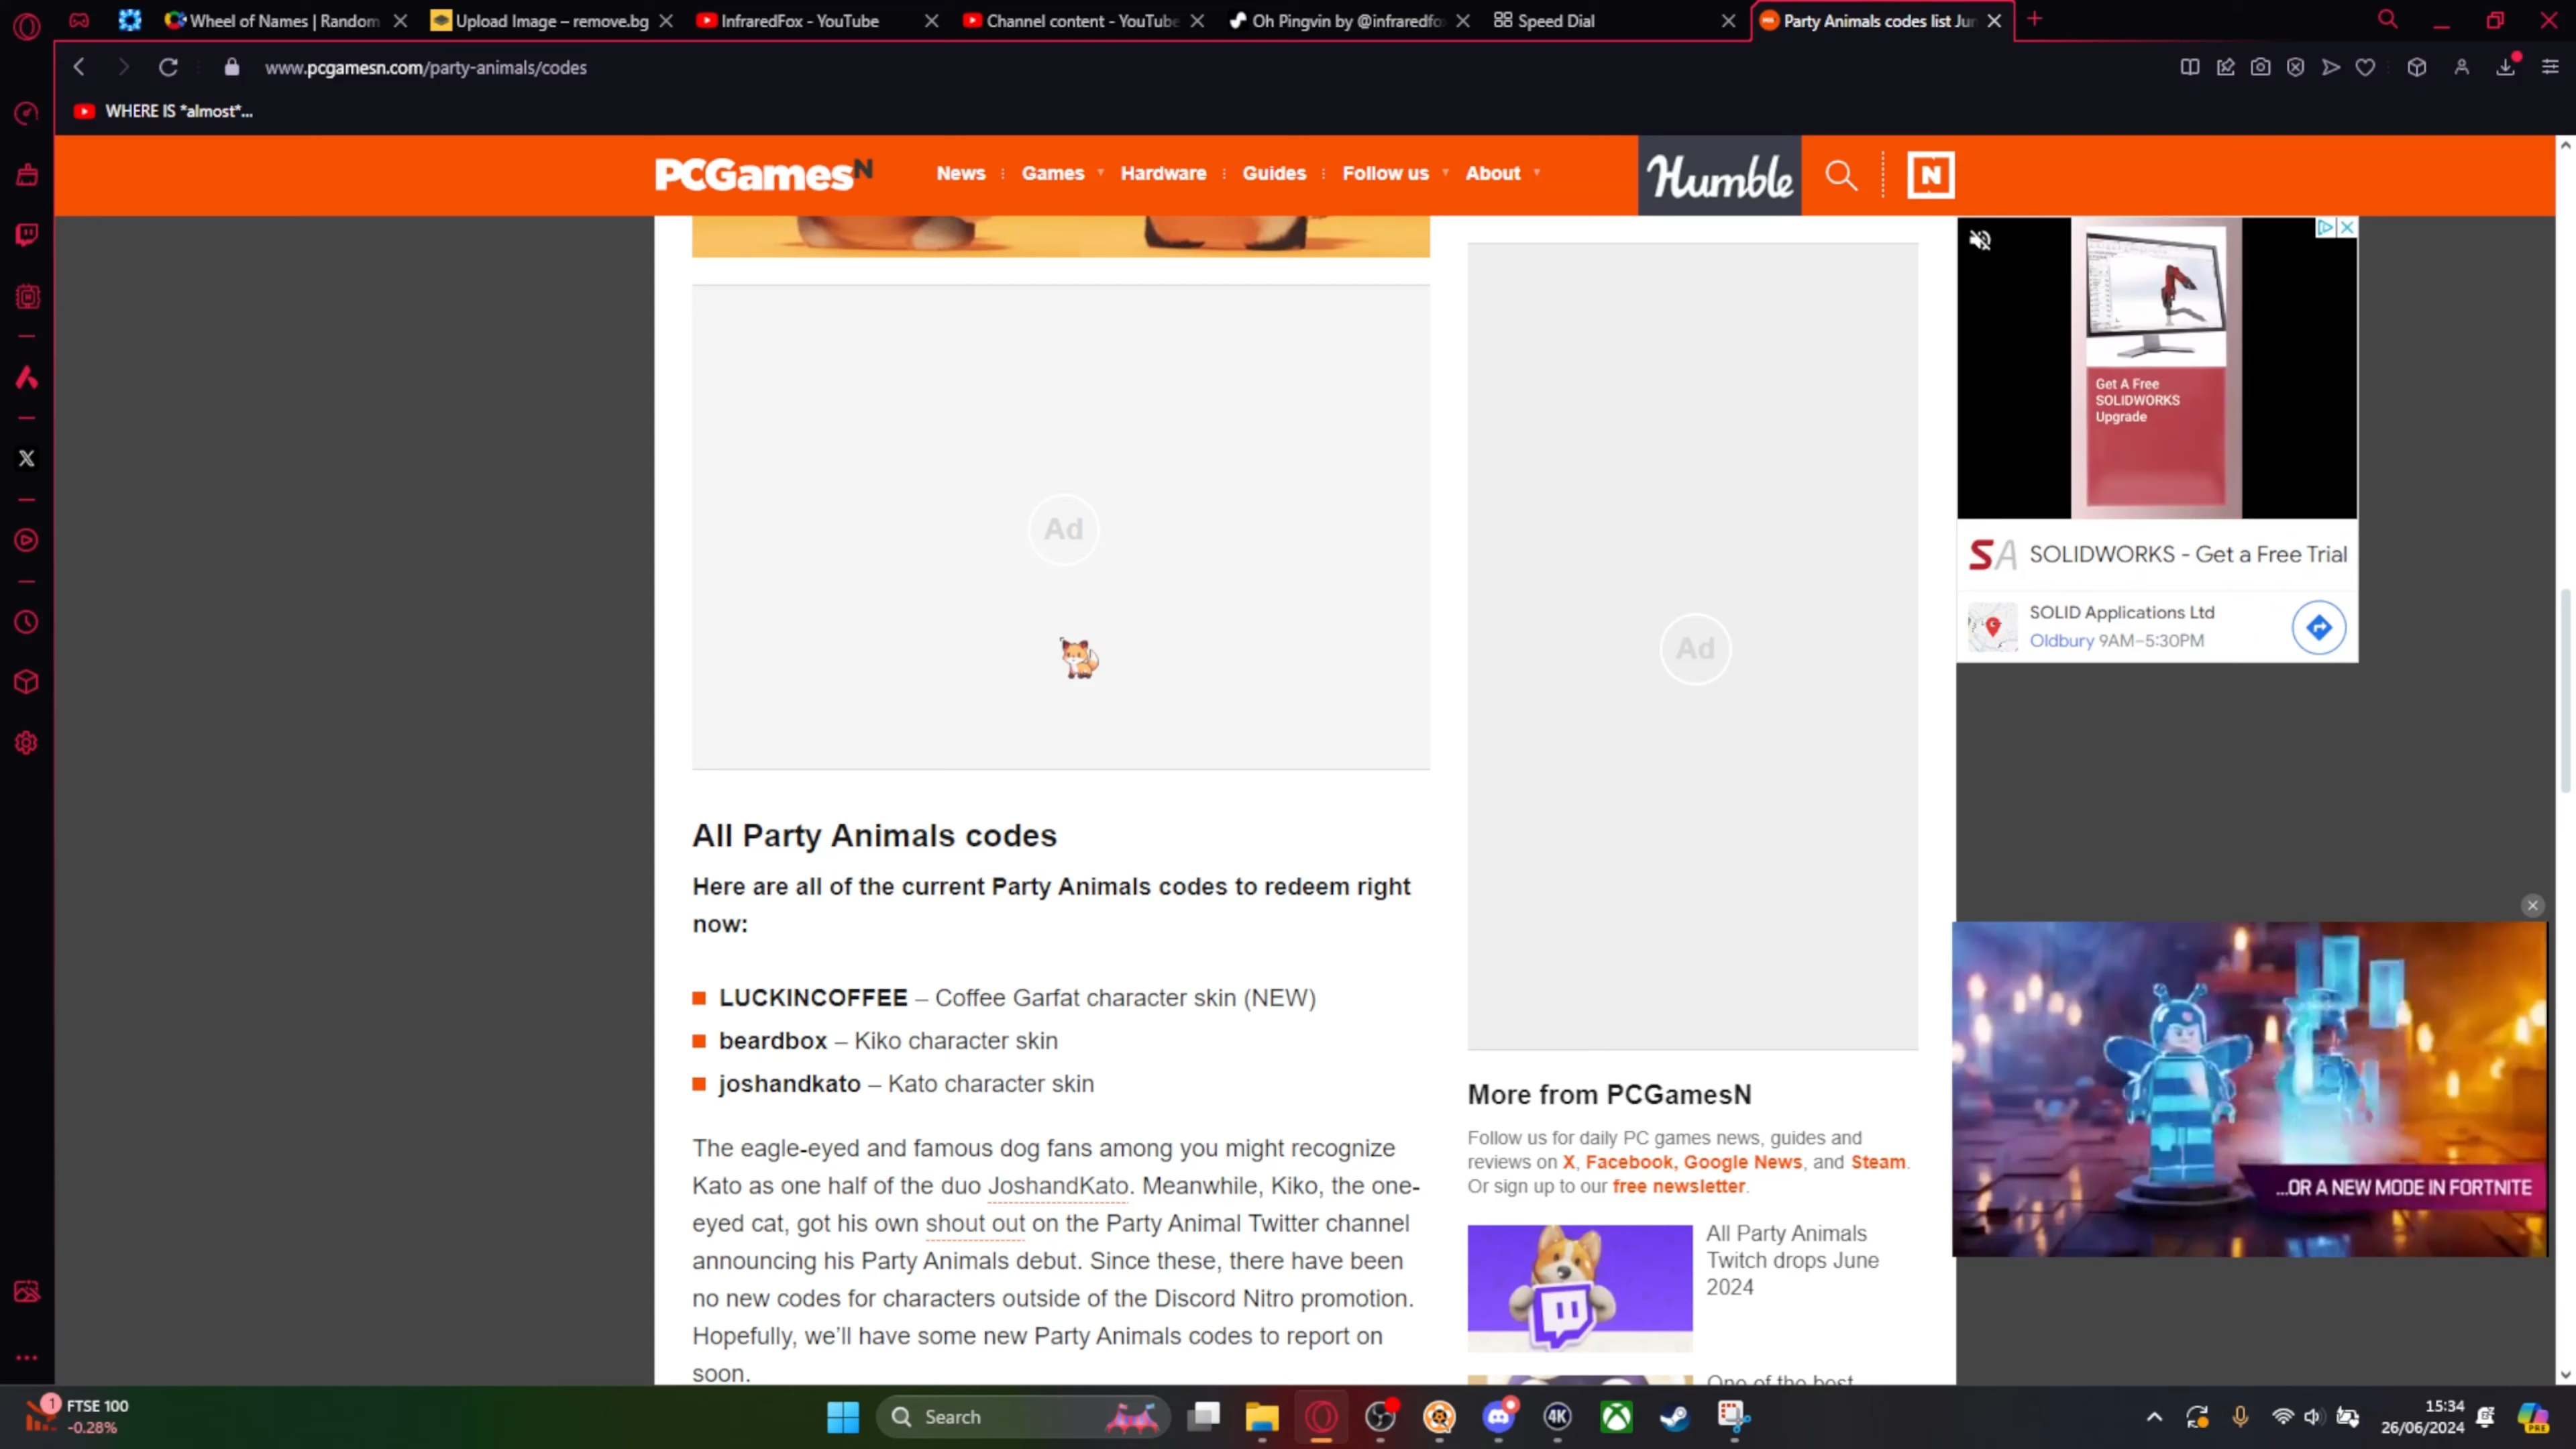 Wheel of Names | Random
Upload Image – remove.bg
InfraredFox - YouTube
Channel content - YouTube
Oh Pingvin by @infraredfo
Speed Dial
Party Animals codes list Jun
www.pcgamesn.com/party-animals/codes
WHERE IS *almost*...
PCGamesN
News
Games
Hardware
Guides
Follow us
About
Humble
N
Get A Free
SOLIDWORKS
Upgrade
SA SOLIDWORKS - Get a Free Trial
SOLID Applications Ltd
Oldbury 9AM–5:30PM
Ad
Ad
All Party Animals codes
Here are all of the current Party Animals codes to redeem right
now:
LUCKINCOFFEE – Coffee Garfat character skin (NEW)
beardbox – Kiko character skin
joshandkato – Kato character skin
The eagle-eyed and famous dog fans among you might recognize
Kato as one half of the duo JoshandKato. Meanwhile, Kiko, the one-
eyed cat, got his own shout out on the Party Animal Twitter channel
announcing his Party Animals debut. Since these, there have been
no new codes for characters outside of the Discord Nitro promotion.
Hopefully, we'll have some new Party Animals codes to report on
soon.
More from PCGamesN
Follow us for daily PC games news, guides and
reviews on X, Facebook, Google News, and Steam.
Or sign up to our free newsletter.
All Party Animals
Twitch drops June
2024
One of the best
...OR A NEW MODE IN FORTNITE
1
FTSE 100
-0.28%
Search
4K
15:34
26/06/2024
PRE